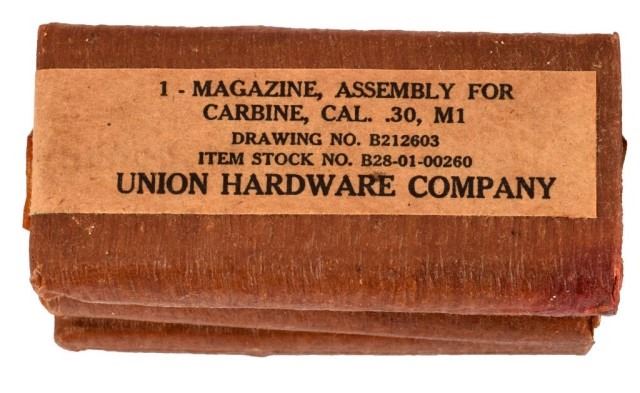 1 - MAGAZINE, ASSEMBLY FOR
CARBINE, CAL. .30, M1
DRAWING NO. B212603
ITEM STOCK NO. B28-01-00260
UNION HARDWARE COMPANY